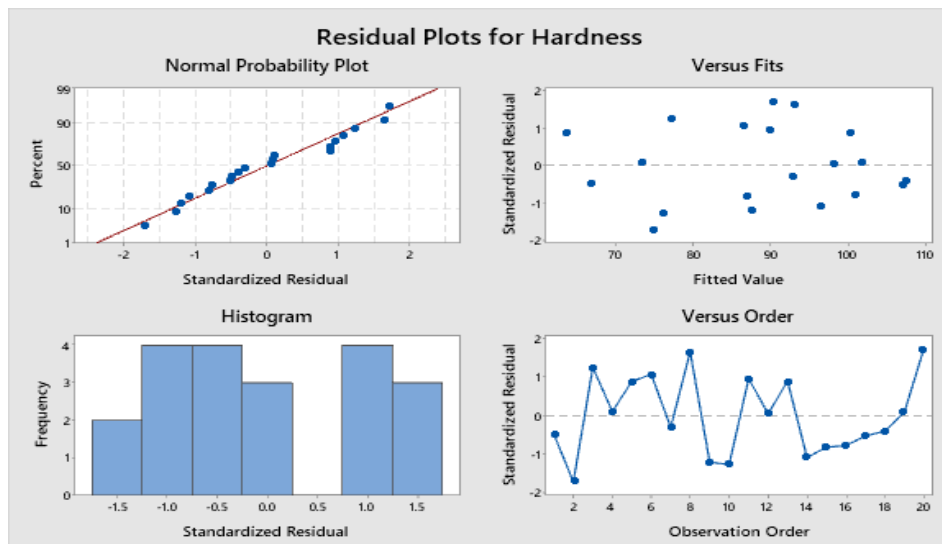 Residual Plots for Hardness
Normal Probability Plot
99
90
50
10
1
Percent
-2 -1 0 1 2
Standardized Residual
Versus Fits
2
1
0
-1
-2
Standardized Residual
70 80 90 100 110
Fitted Value
Histogram
4
3
2
1
0
Frequency
-1.5 -1.0 -0.5 0.0 0.5 1.0 1.5
Standardized Residual
Versus Order
2
1
0
-1
-2
Standardized Residual
2 4 6 8 10 12 14 16 18 20
Observation Order